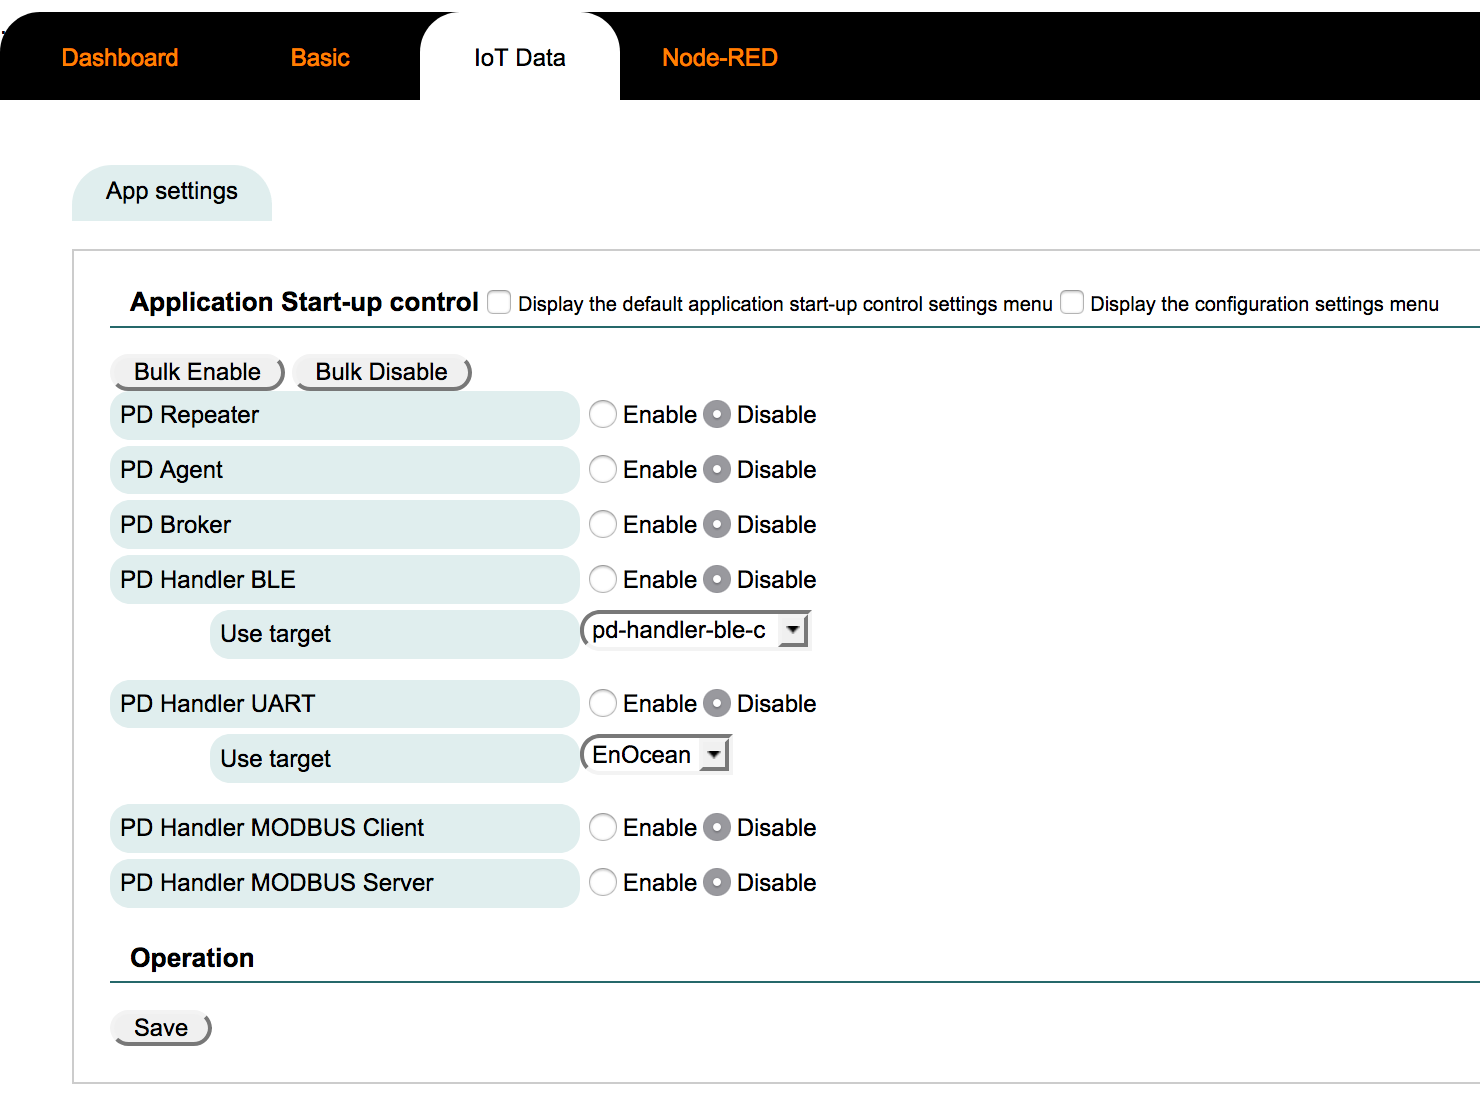 Dashboard Basic IoT Data Node-RED
App settings
Application Start-up control Display the default application start-up control settings menu Display the configuration settings menu
Bulk Enable Bulk Disable
PD Repeater Enable Disable
PD Agent Enable Disable
PD Broker Enable Disable
PD Handler BLE Enable Disable
Use target pd-handler-ble-c
PD Handler UART Enable Disable
Use target EnOcean
PD Handler MODBUS Client Enable Disable
PD Handler MODBUS Server Enable Disable
Operation
Save